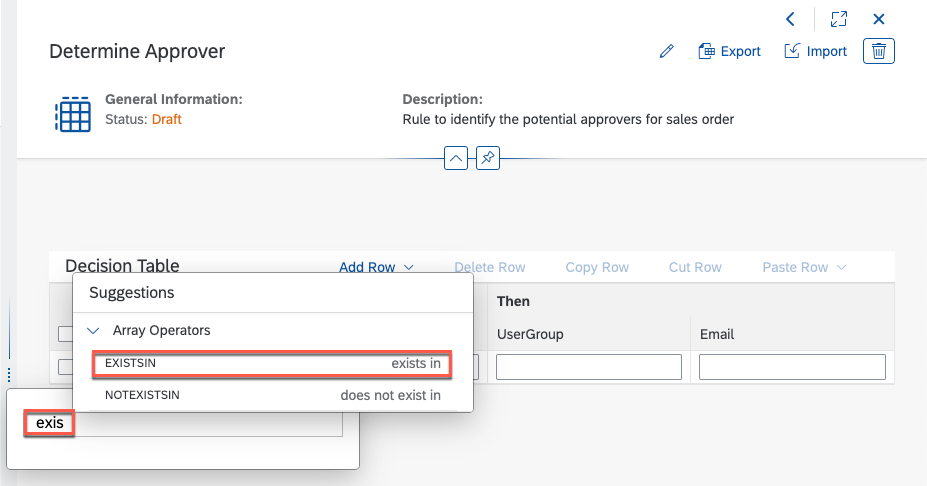 Determine Approver
Export
Import
General Information:
Status: Draft
Description:
Rule to identify the potential approvers for sales order
Decision Table
Add Row
Delete Row
Copy Row
Cut Row
Paste Row
Suggestions
Then
Array Operators
UserGroup
Email
EXISTSIN
exists in
NOTEXISTSIN
does not exist in
exis